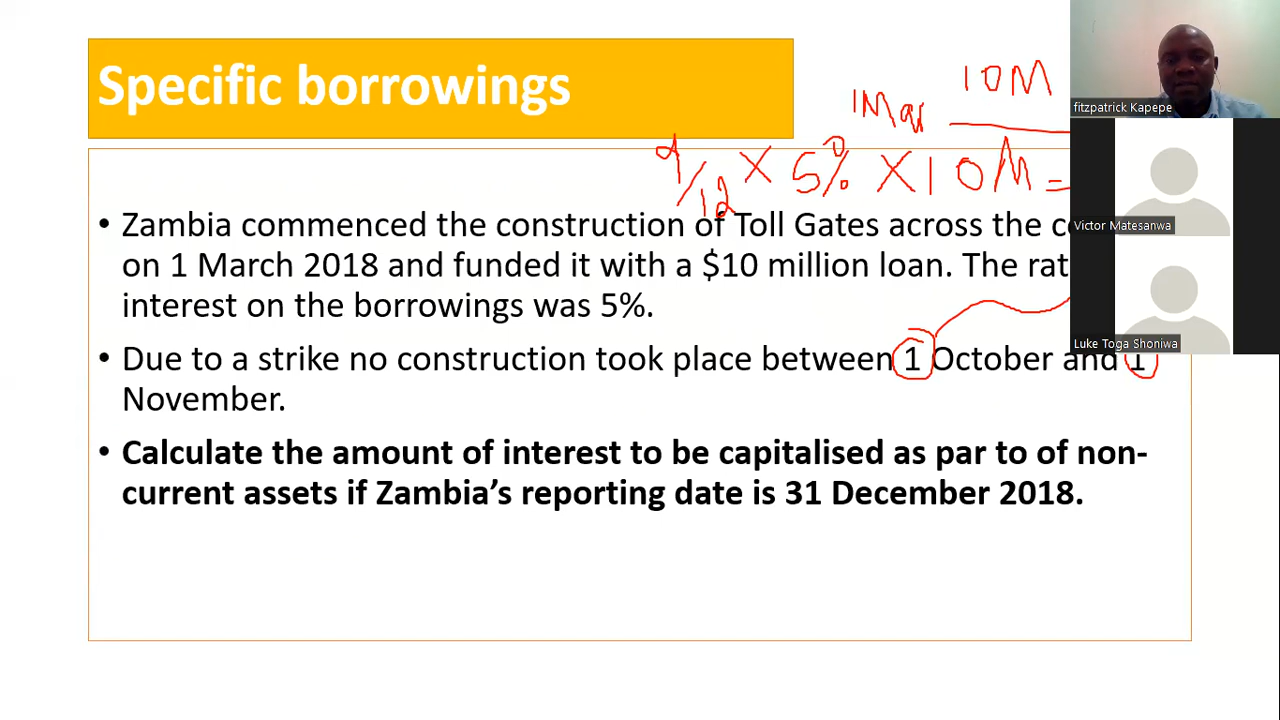 Specific borrowings
10M
1Mar
/12 X 5% X 10M =
• Zambia commenced the construction of Toll Gates across the
on 1 March 2018 and funded it with a $10 million loan. The
interest on the borrowings was 5%.
• Due to a strike no construction took place between 1 October and 1
November.
• Calculate the amount of interest to be capitalised as par to of non-
current assets if Zambia’s reporting date is 31 December 2018.
fitzpatrick Kapepe
Victor Matesanwa
Luke Toga Shoniwa